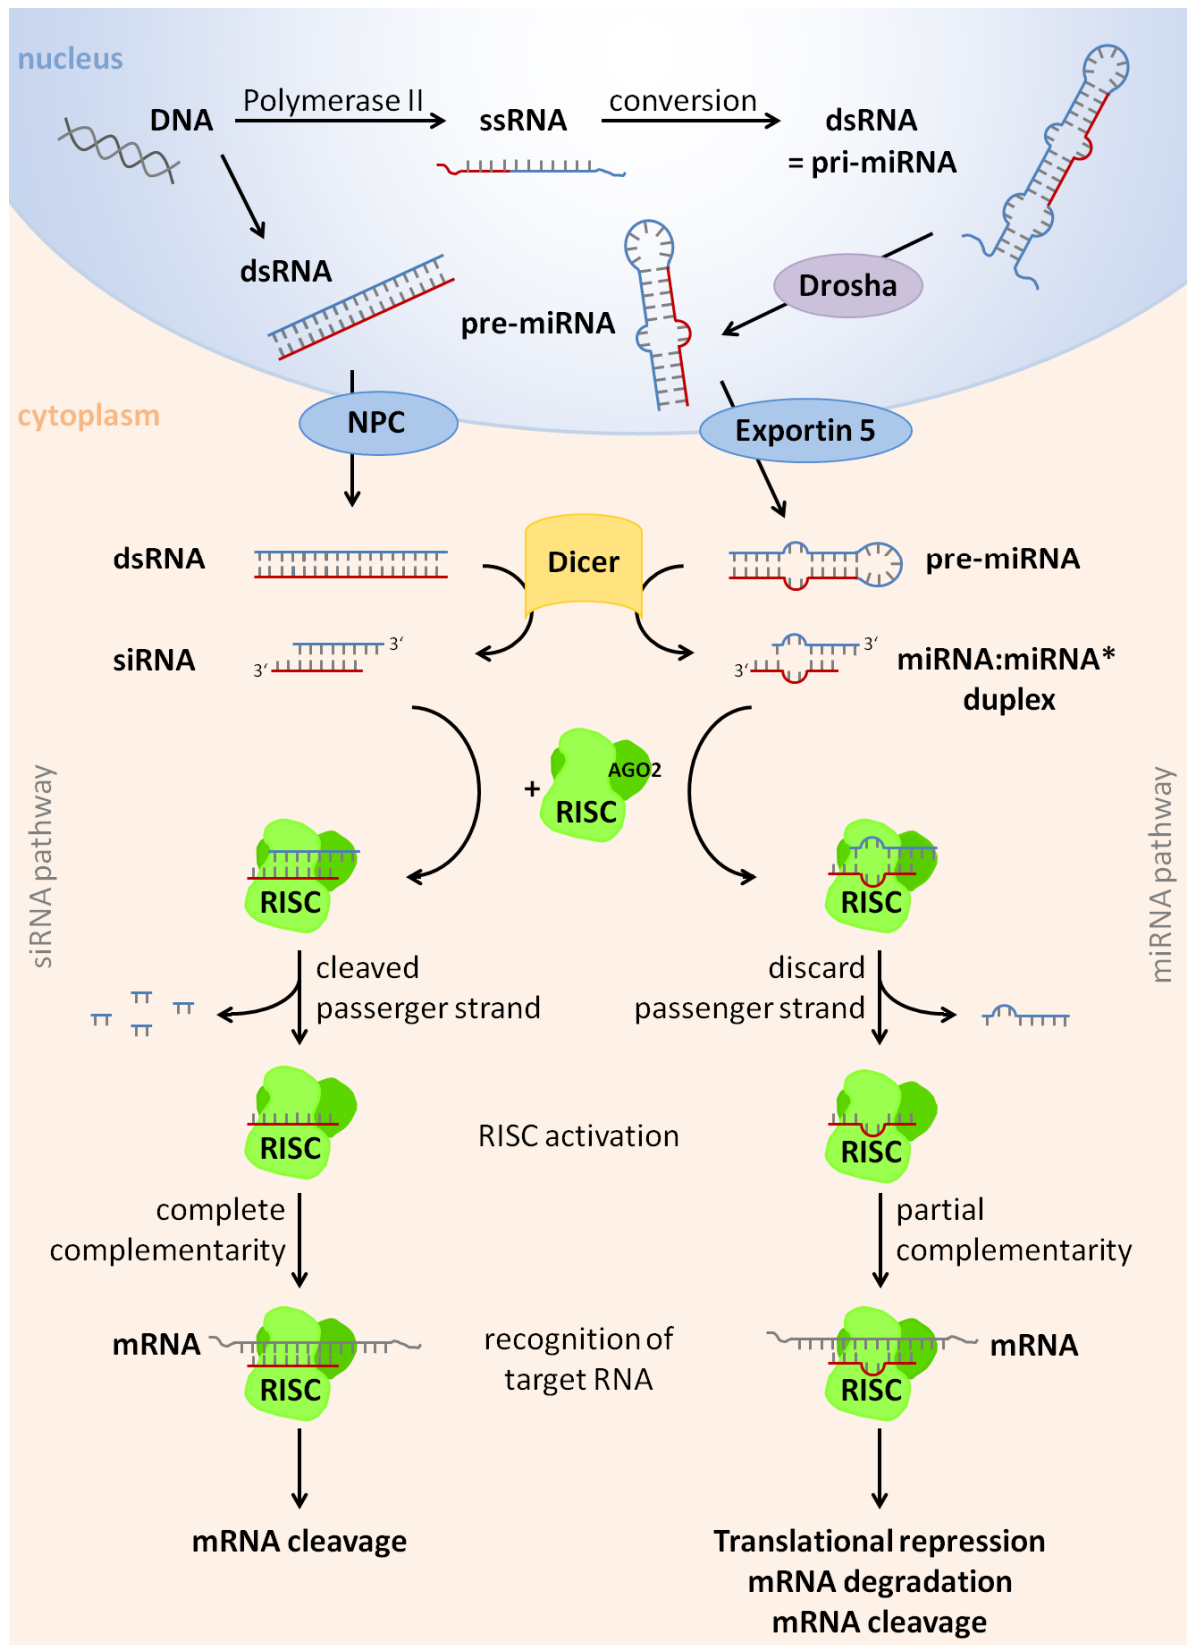 nucleus
DNA
Polymerase II
ssRNA
conversion
dsRNA
= pri-miRNA
dsRNA
pre-miRNA
Drosha
cytoplasm
NPC
Exportin 5
dsRNA
Dicer
pre-miRNA
siRNA
3‘
3‘
3‘
3‘
miRNA:miRNA*
duplex
+
AGO2
RISC
siRNA pathway
miRNA pathway
RISC
RISC
cleaved
passerger strand
discard
passenger strand
RISC
RISC activation
RISC
complete
complementarity
partial
complementarity
mRNA
RISC
recognition of
target RNA
mRNA
RISC
mRNA cleavage
Translational repression
mRNA degradation
mRNA cleavage